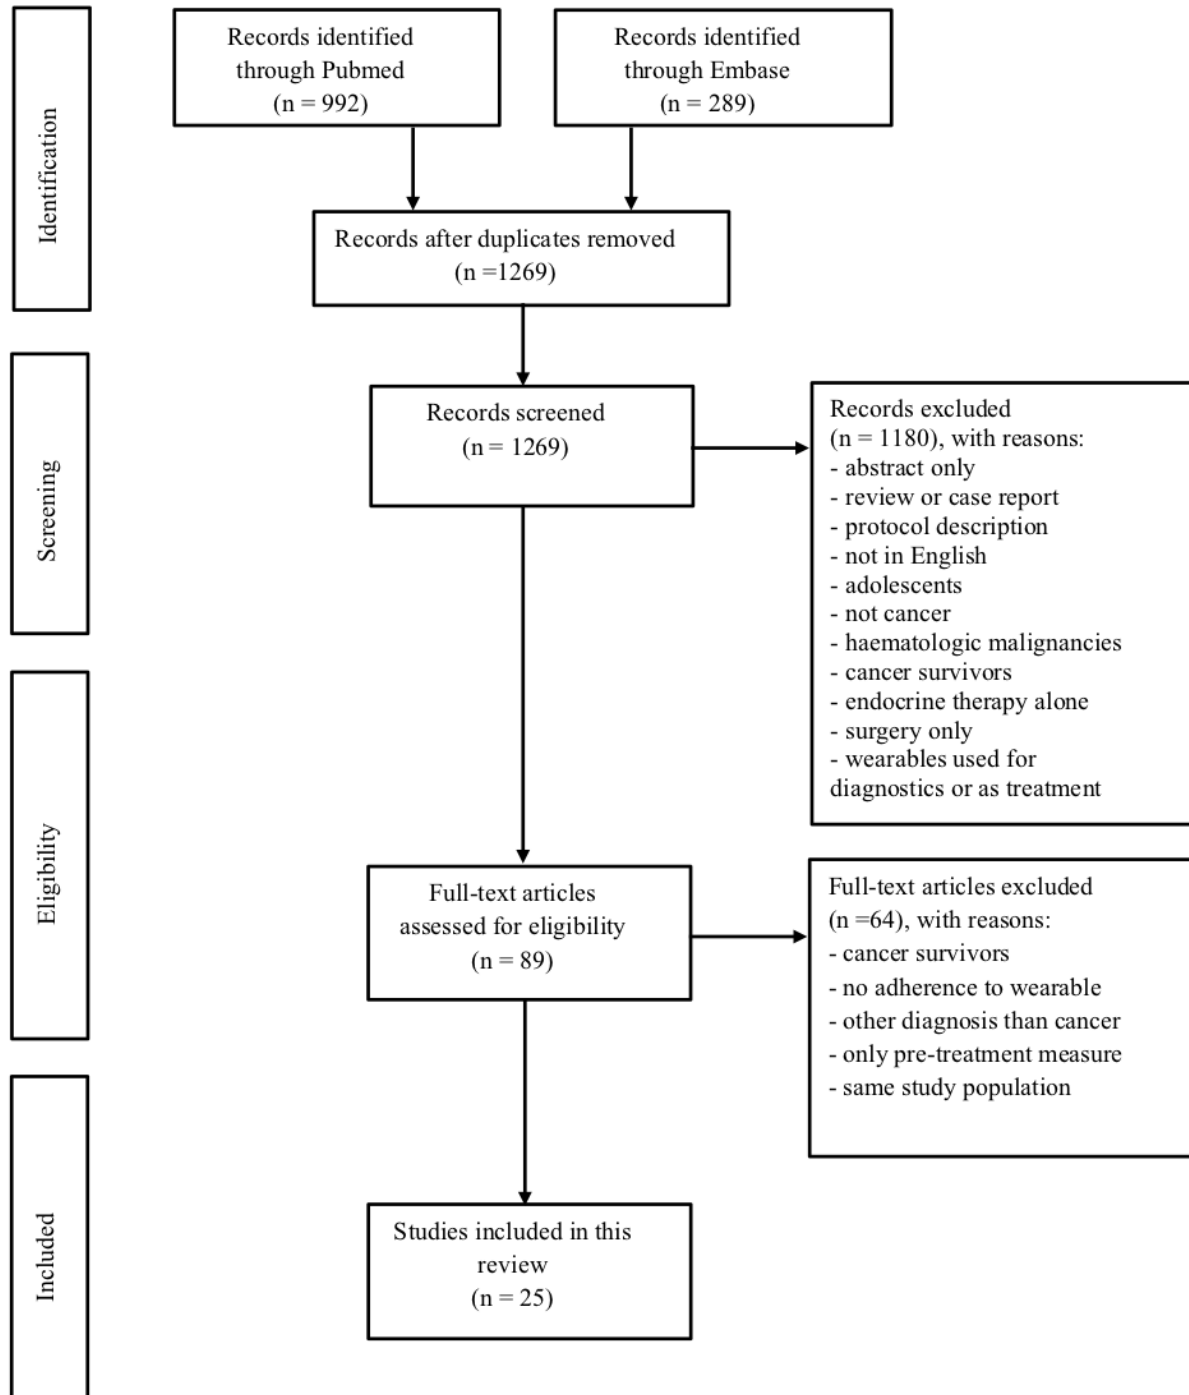 Identification
Records identified
through Pubmed
(n = 992)
Records identified
through Embase
(n = 289)
Records after duplicates removed
(n =1269)
Screening
Records screened
(n = 1269)
Records excluded
(n = 1180), with reasons:
- abstract only
- review or case report
- protocol description
- not in English
- adolescents
- not cancer
- haematologic malignancies
- cancer survivors
- endocrine therapy alone
- surgery only
- wearables used for
diagnostics or as treatment
Eligibility
Full-text articles
assessed for eligibility
(n = 89)
Full-text articles excluded
(n =64), with reasons:
- cancer survivors
- no adherence to wearable
- other diagnosis than cancer
- only pre-treatment measure
- same study population
Included
Studies included in this
review
(n = 25)